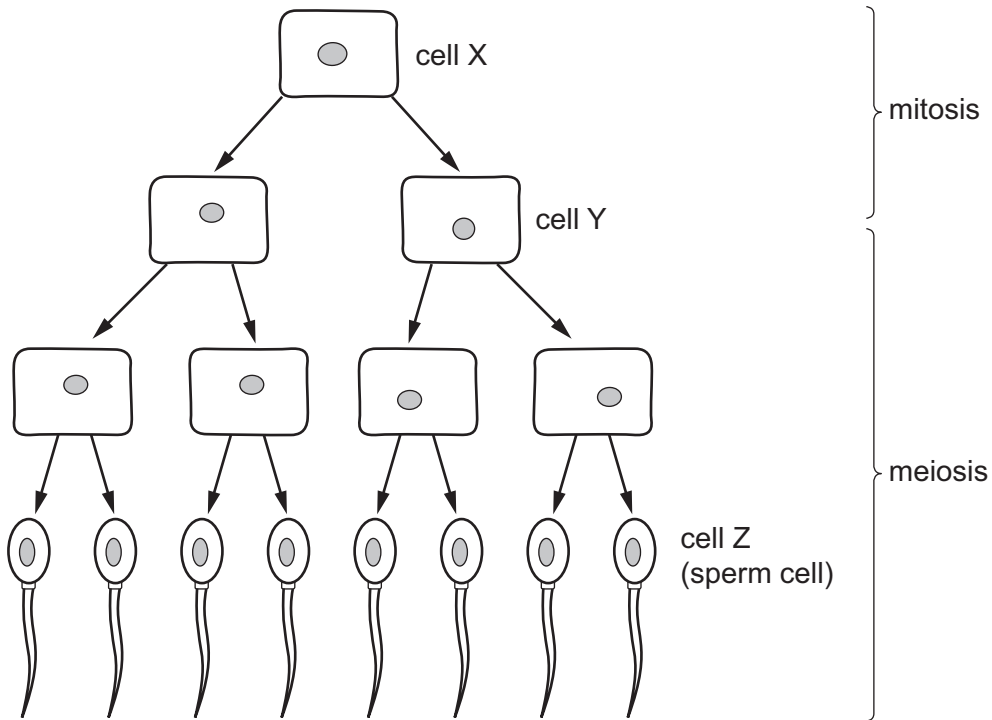 cell X
mitosis
cell Y
meiosis
cell Z
(sperm cell)